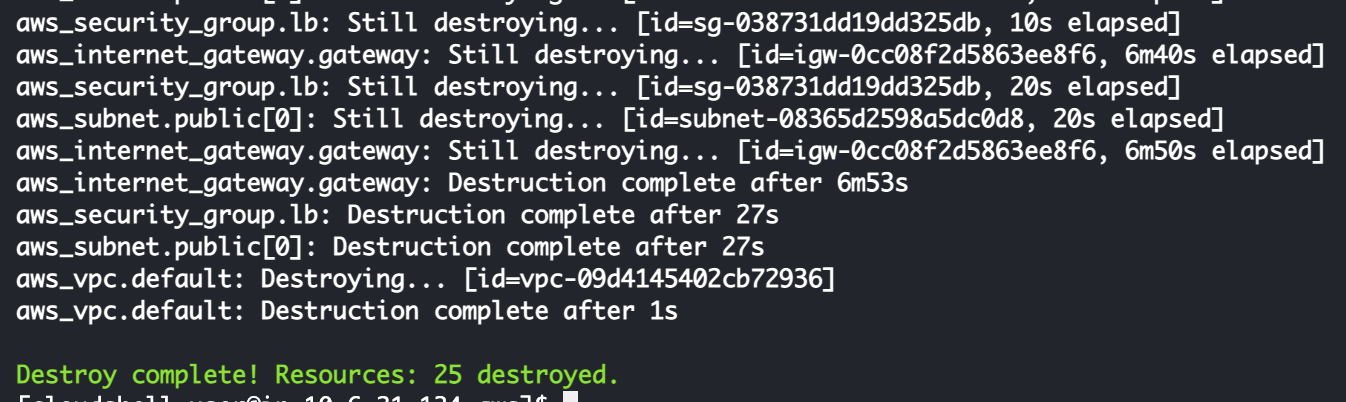 aws_security_group.lb: Still destroying... [id=sg-038731dd19dd325db, 10s elapsed]
aws_internet_gateway.gateway: Still destroying... [id=igw-0cc08f2d5863ee8f6, 6m40s elapsed]
aws_security_group.lb: Still destroying... [id=sg-038731dd19dd325db, 20s elapsed]
aws_subnet.public[0]: Still destroying... [id=subnet-08365d2598a5dc0d8, 20s elapsed]
aws_internet_gateway.gateway: Still destroying... [id=igw-0cc08f2d5863ee8f6, 6m50s elapsed]
aws_internet_gateway.gateway: Destruction complete after 6m53s
aws_security_group.lb: Destruction complete after 27s
aws_subnet.public[0]: Destruction complete after 27s
aws_vpc.default: Destroying... [id=vpc-09d4145402cb72936]
aws_vpc.default: Destruction complete after 1s
Destroy complete! Resources: 25 destroyed.